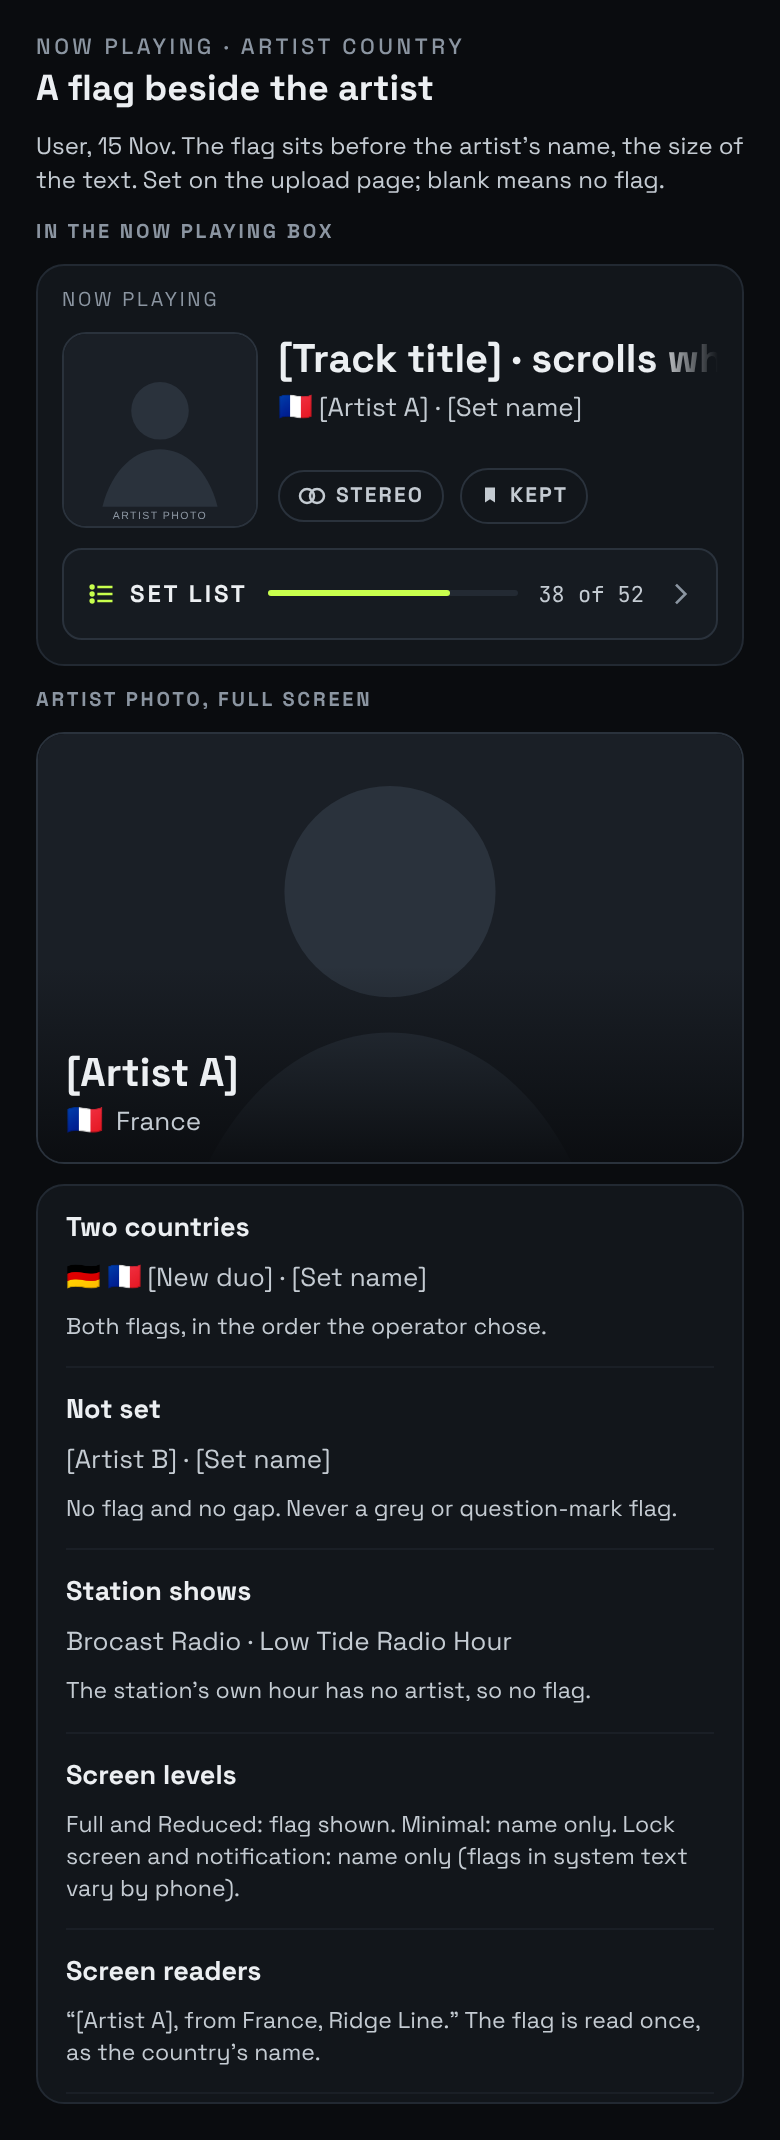 NOW PLAYING · ARTIST COUNTRY
A flag beside the artist
User, 15 Nov. The flag sits before the artist’s name, the size of
the text. Set on the upload page; blank means no flag.
IN THE NOW PLAYING BOX
NOW PLAYING
[Track title] · scrolls wh
🇫🇷 [Artist A] · [Set name]
STEREO
KEPT
ARTIST PHOTO
SET LIST
38 of 52
ARTIST PHOTO, FULL SCREEN
[Artist A]
🇫🇷 France
Two countries
🇩🇪 🇫🇷 [New duo] · [Set name]
Both flags, in the order the operator chose.
Not set
[Artist B] · [Set name]
No flag and no gap. Never a grey or question-mark flag.
Station shows
Brocast Radio · Low Tide Radio Hour
The station’s own hour has no artist, so no flag.
Screen levels
Full and Reduced: flag shown. Minimal: name only. Lock
screen and notification: name only (flags in system text
vary by phone).
Screen readers
“[Artist A], from France, Ridge Line.” The flag is read once,
as the country’s name.